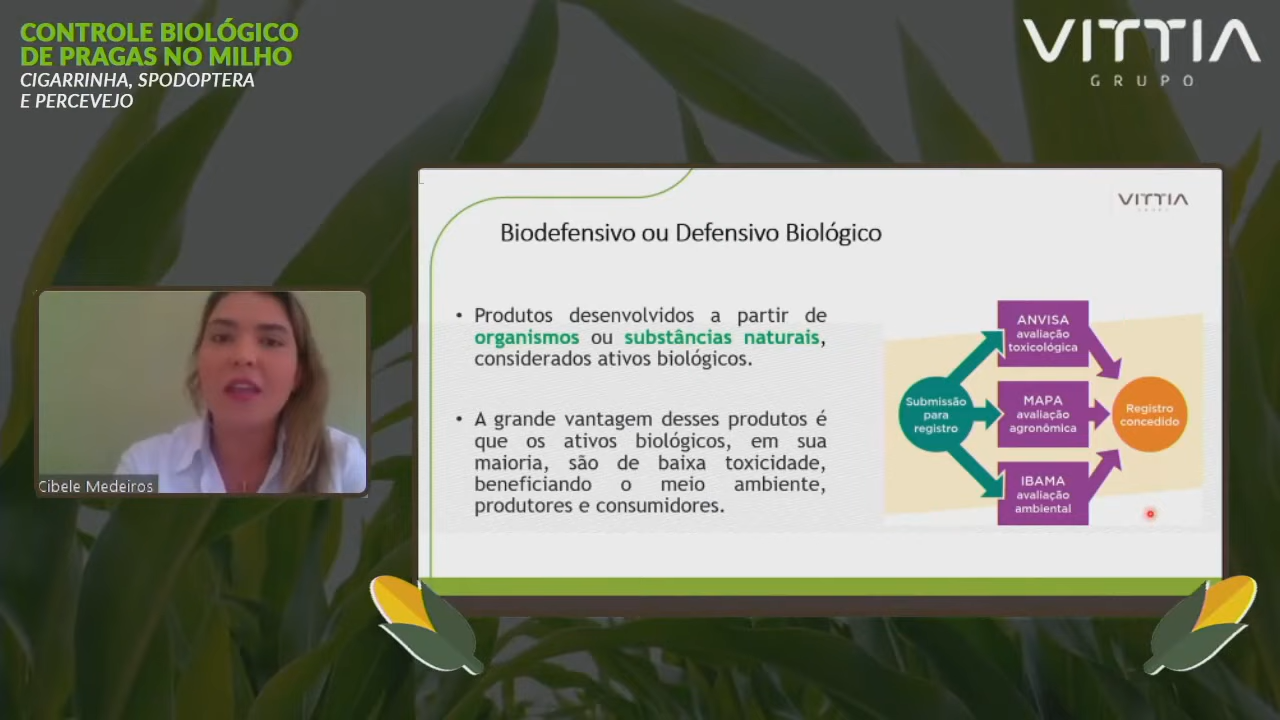 CONTROLE BIOLÓGICO
DE PRAGAS NO MILHO
CIGARRINHA, SPODOPTERA
E PERCEVEJO
VITTIA
GRUPO
VITTIA
Biodefensivo ou Defensivo Biológico
• Produtos desenvolvidos a partir de
organismos ou substâncias naturais,
considerados ativos biológicos.
• A grande vantagem desses produtos é
que os ativos biológicos, em sua
maioria, são de baixa toxicidade,
beneficiando o meio ambiente,
produtores e consumidores.
Submissão
para
registro
ANVISA
avaliação
toxicológica
MAPA
avaliação
agronômica
IBAMA
avaliação
ambiental
Registro
concedido
Cibele Medeiros